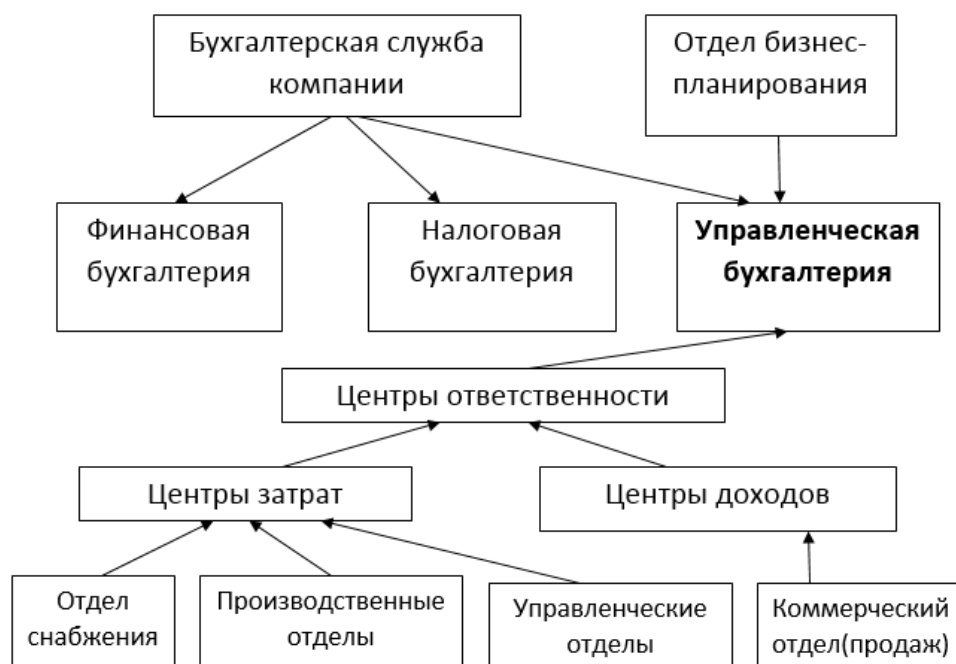 Бухгалтерская служба
компании
Отдел бизнес-
планирования
Финансовая
бухгалтерия
Налоговая
бухгалтерия
Управленческая
бухгалтерия
Центры ответственности
Центры затрат
Центры доходов
Отдел
снабжения
Производственные
отделы
Управленческие
отделы
Коммерческий
отдел(продаж)